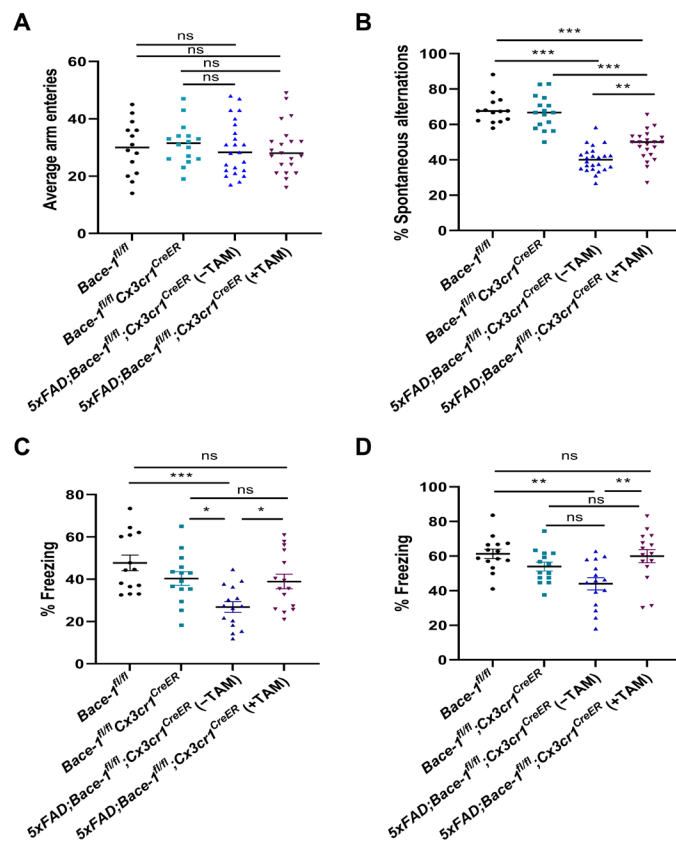 A
ns
ns
ns
ns
Average arm enteries
60
40
20
0
Bace-1fl/fl
Bace-1fl/fl Cx3cr1CreER
5xFAD;Bace-1fl/fl;Cx3cr1CreER (−TAM)
5xFAD;Bace-1fl/fl;Cx3cr1CreER (+TAM)
B
***
***
***
**
% Spontaneous alternations
100
80
60
40
20
0
Bace-1fl/fl
Bace-1fl/fl Cx3cr1CreER
5xFAD;Bace-1fl/fl;Cx3cr1CreER (−TAM)
5xFAD;Bace-1fl/fl;Cx3cr1CreER (+TAM)
C
ns
***
ns
*
*
% Freezing
80
60
40
20
0
Bace-1fl/fl
Bace-1fl/fl Cx3cr1CreER
5xFAD;Bace-1fl/fl;Cx3cr1CreER (−TAM)
5xFAD;Bace-1fl/fl;Cx3cr1CreER (+TAM)
D
ns
**
**
ns
ns
% Freezing
100
80
60
40
20
0
Bace-1fl/fl
Bace-1fl/fl;Cx3cr1CreER
5xFAD;Bace-1fl/fl;Cx3cr1CreER (−TAM)
5xFAD;Bace-1fl/fl;Cx3cr1CreER (+TAM)